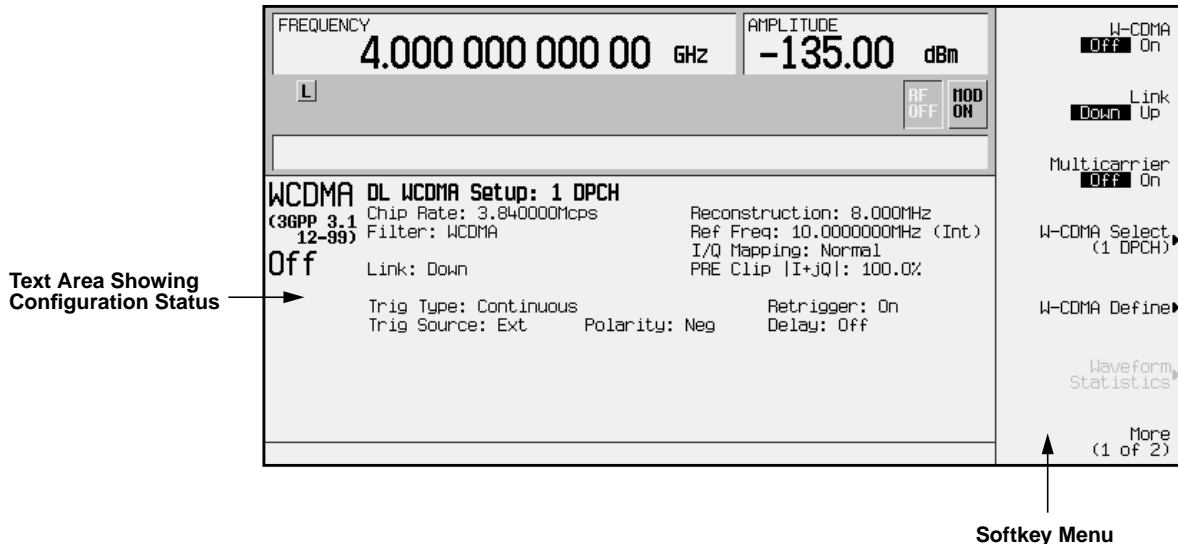 FREQUENCY
4.000 000 000 00 GHz
AMPLITUDE
-135.00 dBm
L
RF OFF
MOD ON
WCDMA
(3GPP 3.1 12-99)
Off
DL WCDMA Setup: 1 DPCH
Chip Rate: 3.840000Mcps
Reconstruction: 8.000MHz
Filter: WCDMA
Ref Freq: 10.0000000MHz (Int)
I/Q Mapping: Normal
Link: Down
PRE Clip |I+jQ|: 100.0%
Trig Type: Continuous
Retrigger: On
Trig Source: Ext
Polarity: Neg
Delay: Off
W-CDMA
Off On
Link
Down Up
Multicarrier
Off On
W-CDMA Select
(1 DPCH)
W-CDMA Define
Waveform
Statistics
More
(1 of 2)
Text Area Showing
Configuration Status
Softkey Menu